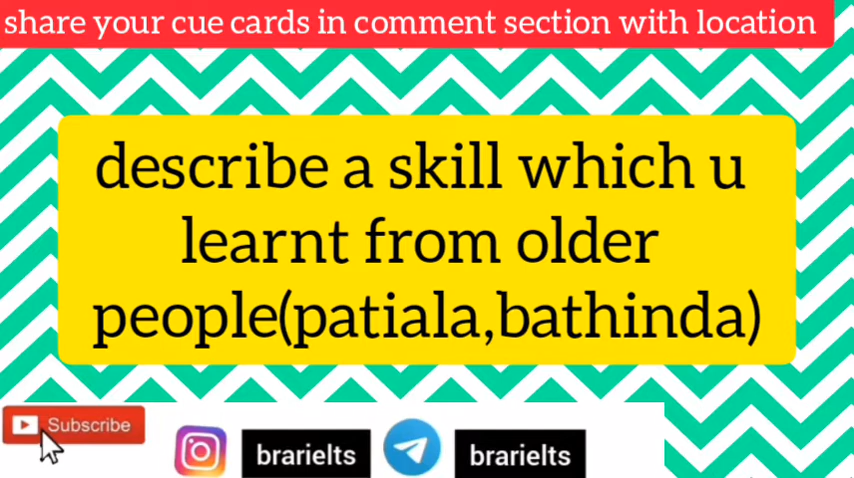 share your cue cards in comment section with location
describe a skill which u
learnt from older
people(patiala,bathinda)
Subscribe
brarielts
brarielts